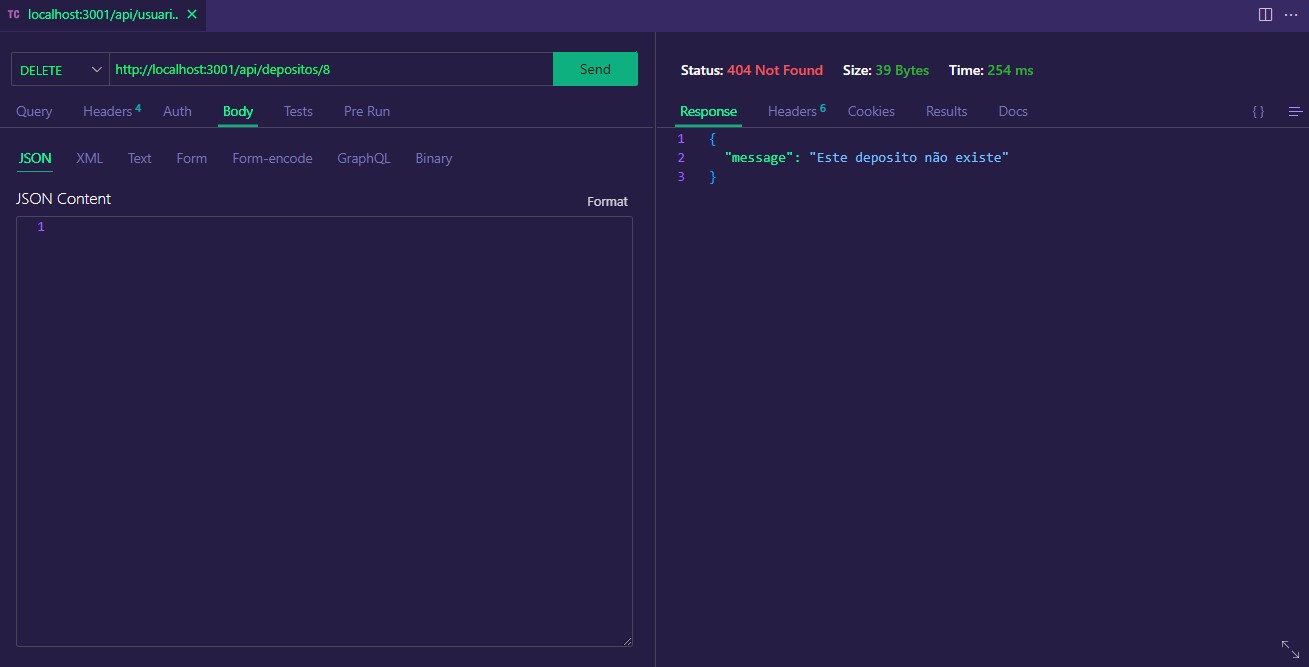 TC localhost:3001/api/usuari..
DELETE http://localhost:3001/api/depositos/8 Send
Query Headers 4 Auth Body Tests Pre Run
JSON XML Text Form Form-encode GraphQL Binary
JSON Content
Format
1
Status: 404 Not Found Size: 39 Bytes Time: 254 ms
Response Headers 6 Cookies Results Docs { }
1 {
2 "message": "Este deposito não existe"
3 }